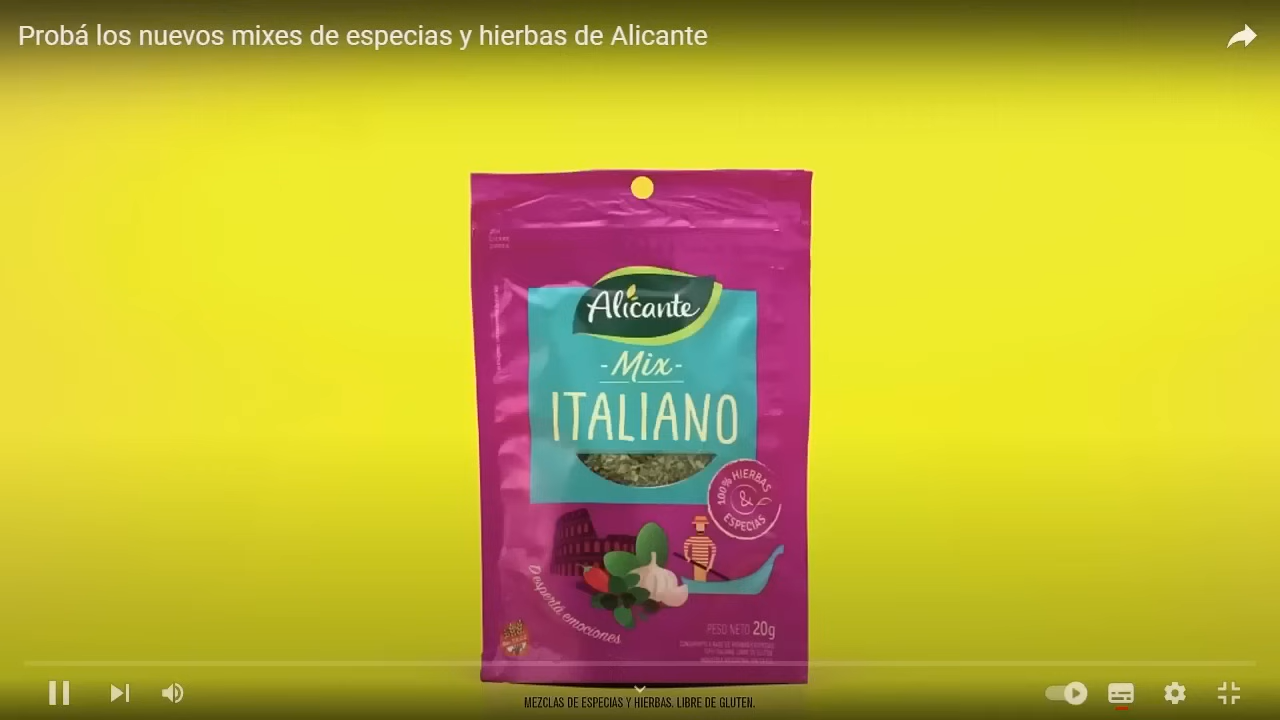 Probá los nuevos mixes de especias y hierbas de Alicante
Alicante
-Mix-
ITALIANO
100% HIERBAS
&
ESPECIAS
Despertá emociones
PESO NETO 20g
MEZCLAS DE ESPECIAS Y HIERBAS. LIBRE DE GLUTEN.